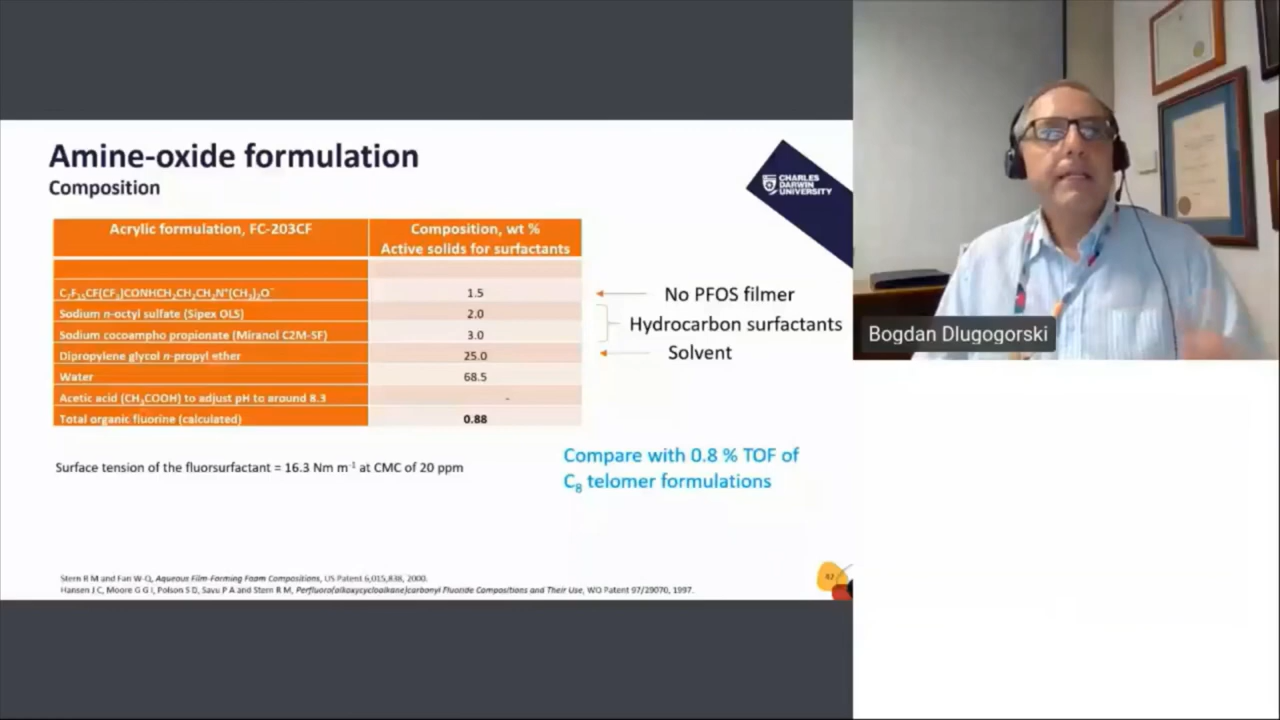 Amine-oxide formulation
Composition
CHARLES
DARWIN
UNIVERSITY
Acrylic formulation, FC-203CF
Composition, wt %
Active solids for surfactants
1.5
No PFOS filmer
Sodium n-octyl sulfate (Sipex OLS)
2.0
Hydrocarbon surfactants
Sodium cocoampho propionate (Miranol C2M-SF)
3.0
Dipropylene glycol n-propyl ether
25.0
Solvent
Water
68.5
Acetic acid (CH₃COOH) to adjust pH to around 8.3
-
Total organic fluorine (calculated)
0.88
Surface tension of the fluorsurfactant = 16.3 Nm m⁻¹ at CMC of 20 ppm
Compare with 0.8 % TOF of
C₈ telomer formulations
Stern R M and Fan W-Q, Aqueous Film-Forming Foam Compositions, US Patent 6,015,838, 2000.
Hansen J C, Moore G G I, Polson S D, Savu P A and Stern R M, Perfluoro(alkoxycycloalkane)carbonyl Fluoride Compositions and Their Use, WO Patent 97/29070, 1997.
Bogdan Dlugogorski